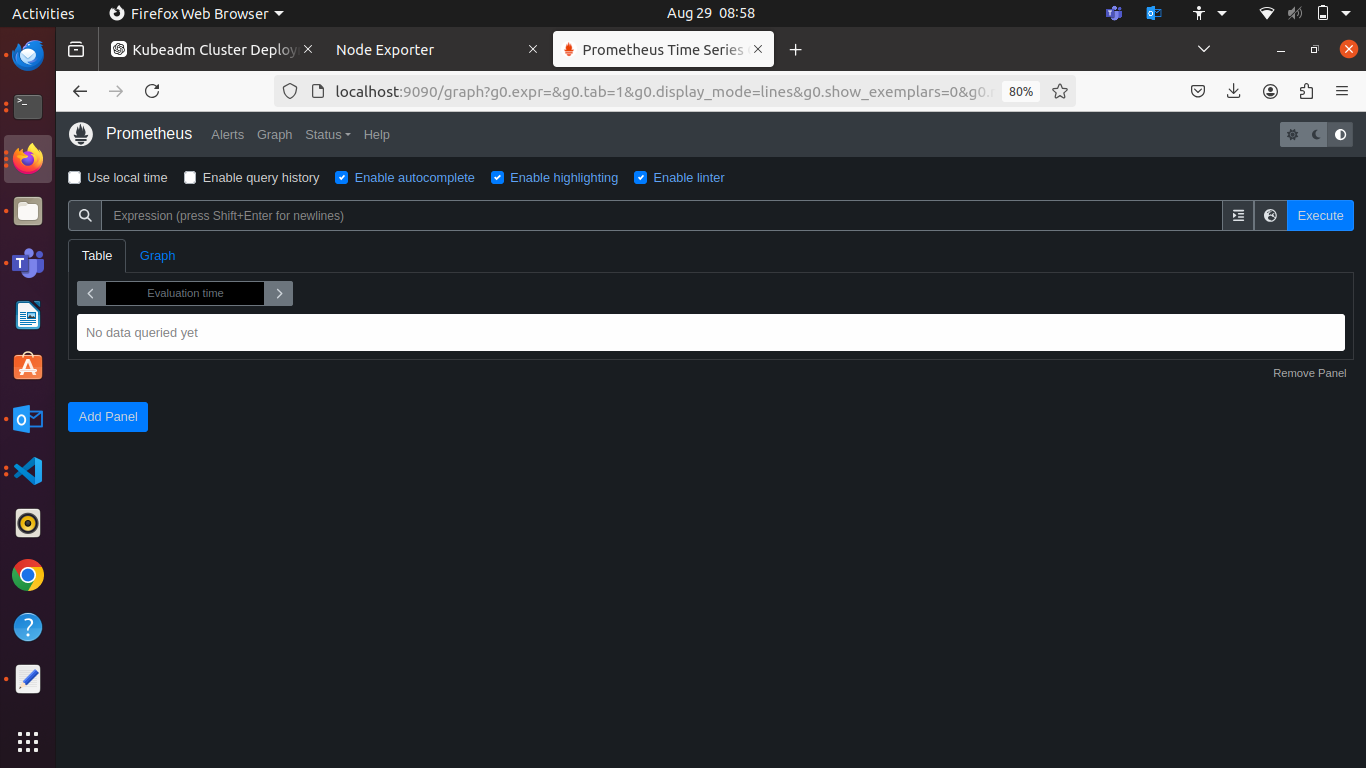 Activities Firefox Web Browser Aug 29 08:58
Kubeadm Cluster Deploy Node Exporter Prometheus Time Series
localhost:9090/graph?g0.expr=&g0.tab=1&g0.display_mode=lines&g0.show_exemplars=0&g0. 80%
Prometheus Alerts Graph Status Help
Use local time Enable query history Enable autocomplete Enable highlighting Enable linter
Expression (press Shift+Enter for newlines) Execute
Table Graph
Evaluation time
No data queried yet
Remove Panel
Add Panel